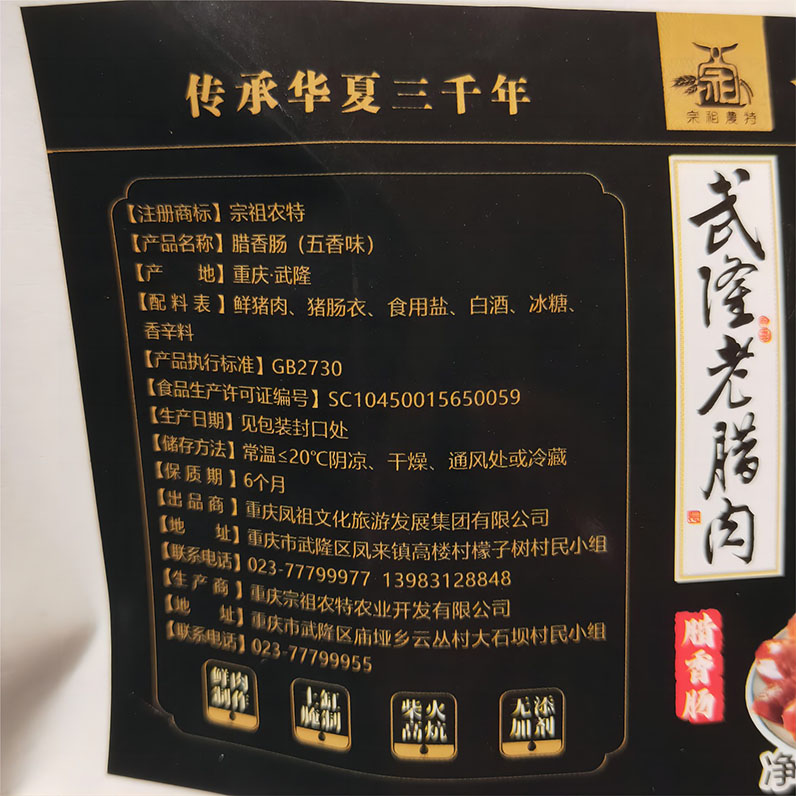 传承华夏三千年
宗祖农特
【注册商标】宗祖农特
【产品名称】腊香肠（五香味）
【产 地】重庆·武隆
【配料表】鲜猪肉、猪肠衣、食用盐、白酒、冰糖、
香辛料
【产品执行标准】GB2730
【食品生产许可证编号】SC10450015650059
【生产日期】见包装封口处
【储存方法】常温≤20℃阴凉、干燥、通风处或冷藏
【保质期】6个月
【出品商】重庆凤祖文化旅游发展集团有限公司
【地 址】重庆市武隆区凤来镇高楼村檬子树村民小组
【联系电话】023-77799977 13983128848
【生产商】重庆宗祖农特农业开发有限公司
【地 址】重庆市武隆区庙垭乡云丛村大石坝村民小组
【联系电话】023-77799955
鲜肉
制作
土缸
腌制
柴火
高炕
无添
加剂
武隆老腊肉
腊香肠
净